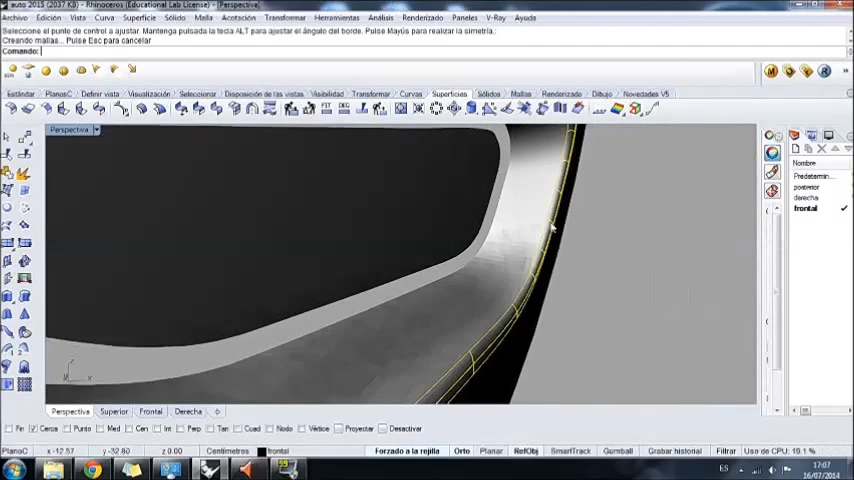 auto 2015 (2037 KB) - Rhinoceros (Educational Lab License) - [Perspectiva]
Archivo Edición Vista Curva Superficie Sólido Malla Acotación Transformar Herramientas Análisis Renderizado Paneles V-Ray Ayuda
Seleccione el punto de control a ajustar. Mantenga pulsada la tecla ALT para ajustar el ángulo del borde. Pulse Mayús para realizar la simetría.:
Creando mallas... Pulse Esc para cancelar
Comando:
Estándar PlanosC Definir vista Visualización Seleccionar Disposición de las vistas Visibilidad Transformar Curvas Superficies Sólidos Mallas Renderizado Dibujo Novedades V5
Perspectiva
Nombre
Predetermin...
posterior
derecha
frontal
z
x
Perspectiva Superior Frontal Derecha
Fin Cerca Punto Med Cen Int Perp Tan Cuad Nodo Vértice Proyectar Desactivar
PlanoC x -12.57 y -32.80 z 0.00 Centímetros frontal Forzado a la rejilla Orto Planar RefObj SmartTrack Gumball Grabar historial Filtrar Uso de CPU: 19.1 %
ES 17:07
16/07/2014